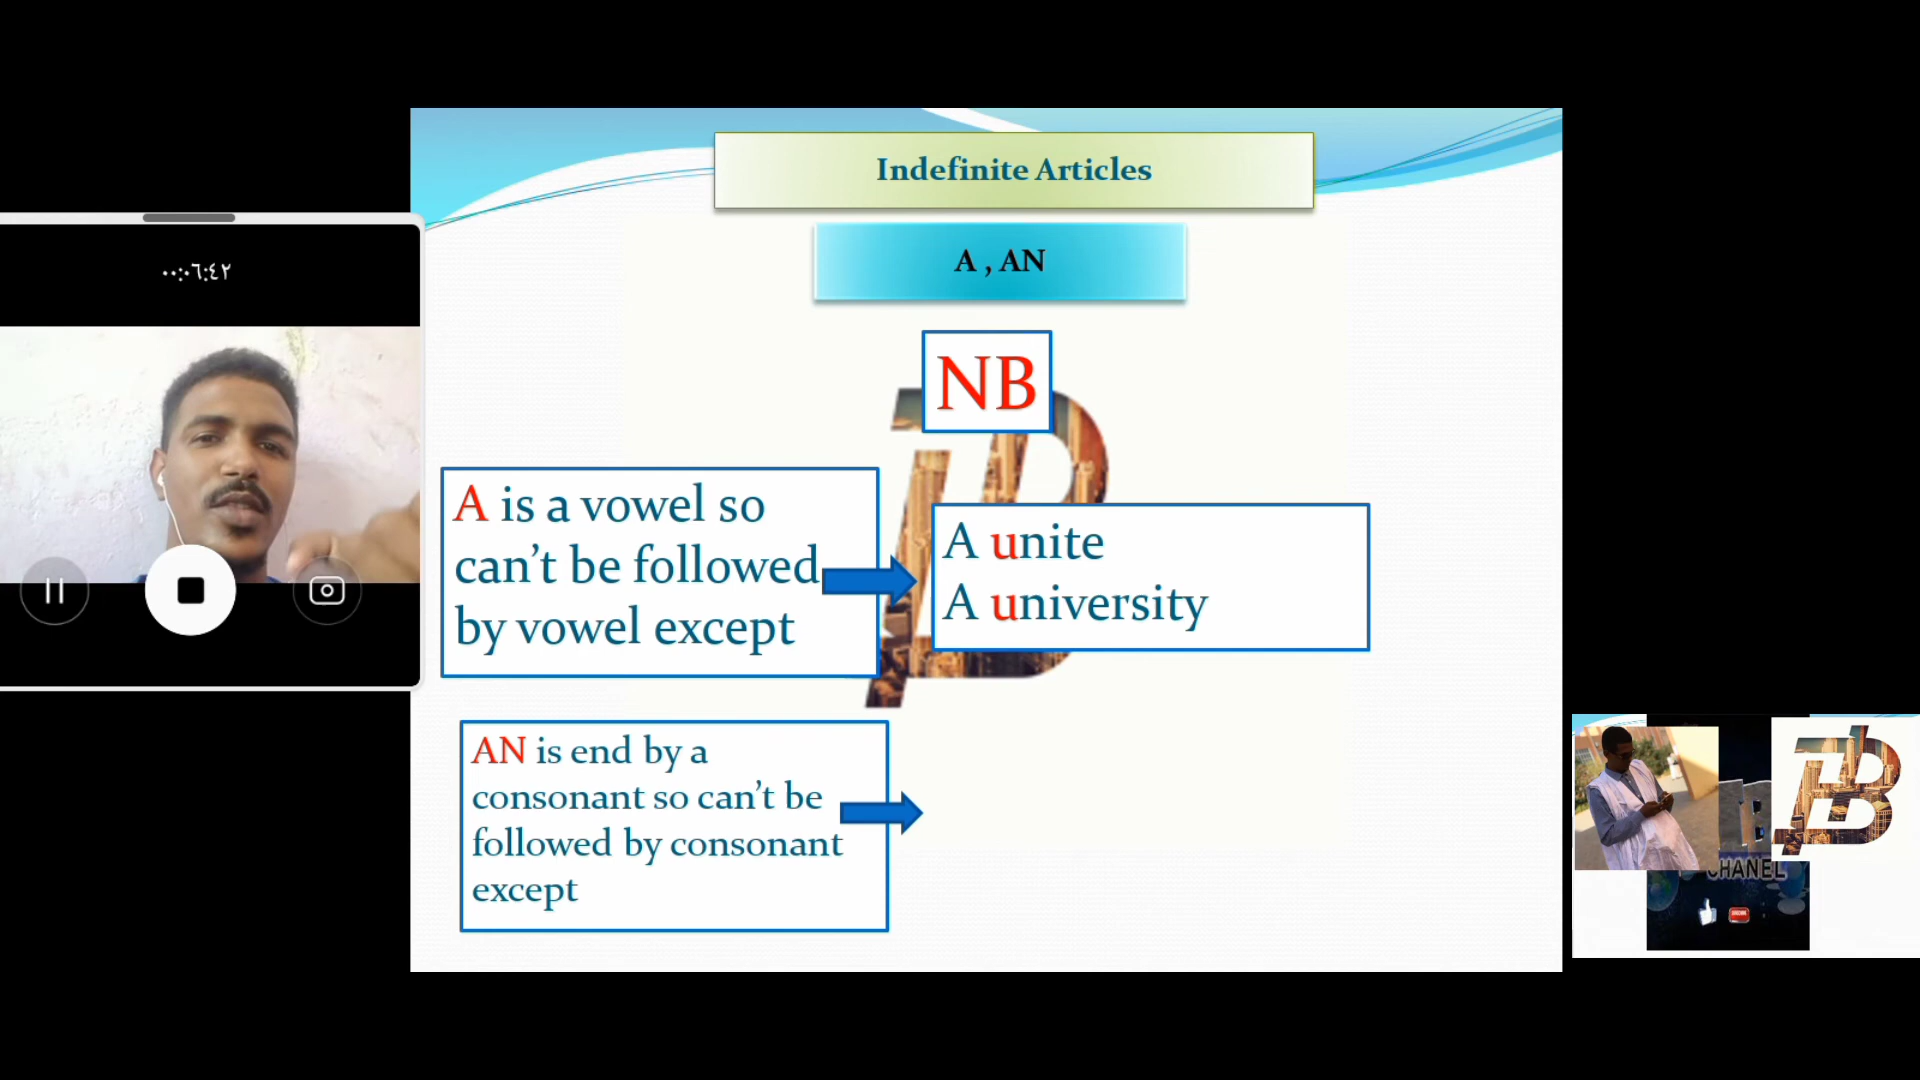 Indefinite Articles
A , AN
NB
A is a vowel so
can’t be followed
by vowel except
A unite
A university
AN is end by a
consonant so can’t be
followed by consonant
except
٠٠:٠٦:٤٢
CHANEL